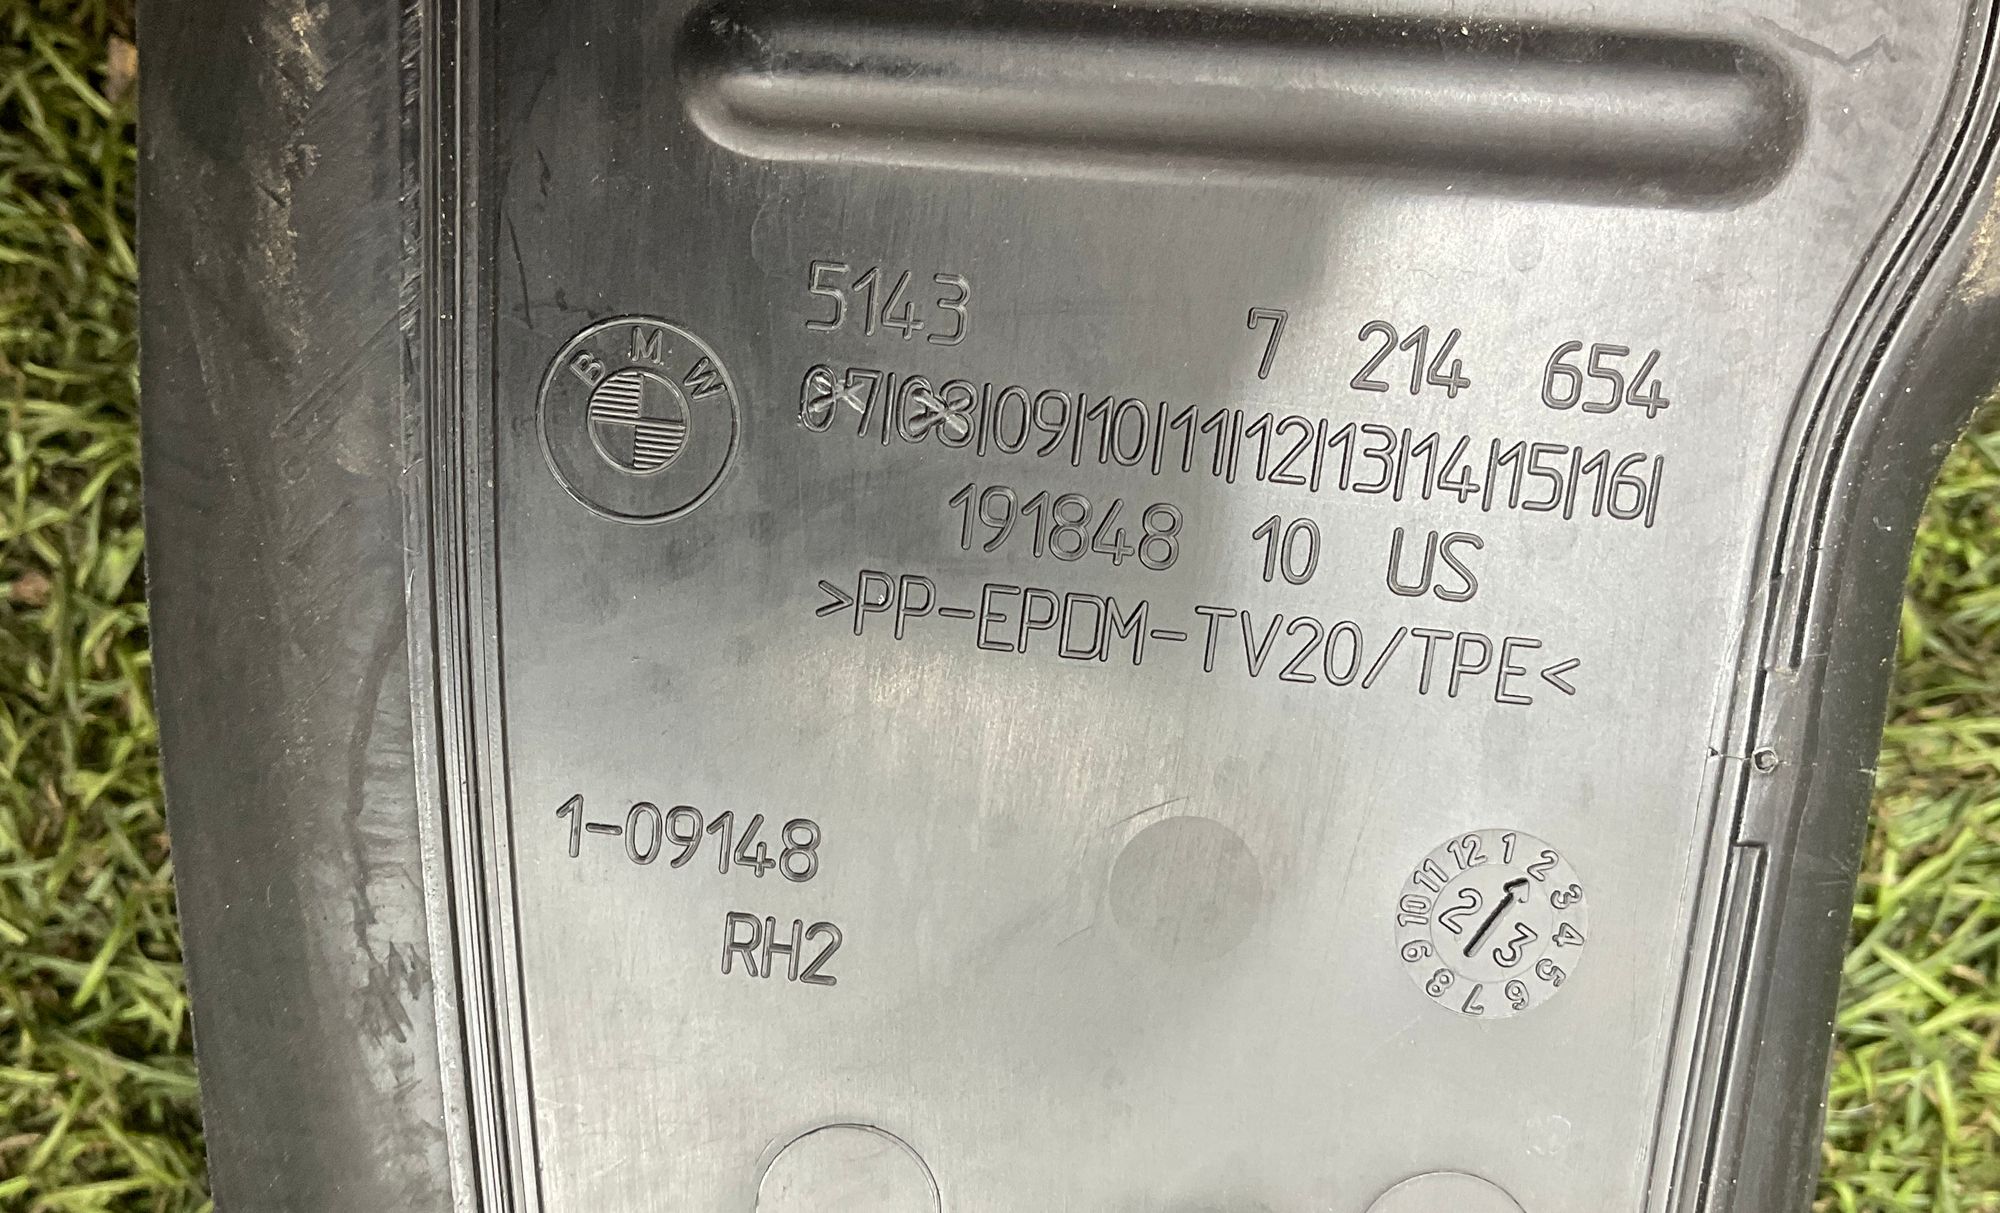 5143 7 214 654
BMW
07|08|09|10|11|12|13|14|15|16|
191848 10 US
>PP-EPDM-TV20/TPE<
1-09148
RH2
1 2 3 4 5 6 7 8 9 10 11 12
2 3